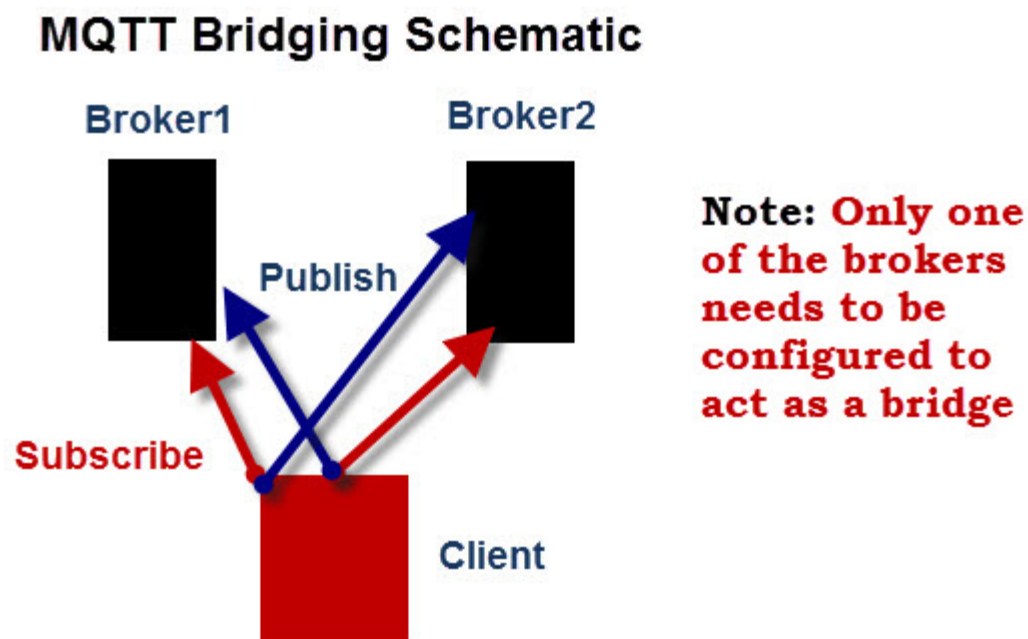 MQTT Bridging Schematic
Broker1
Broker2
Publish
Note: Only one
of the brokers
needs to be
configured to
act as a bridge
Subscribe
Client